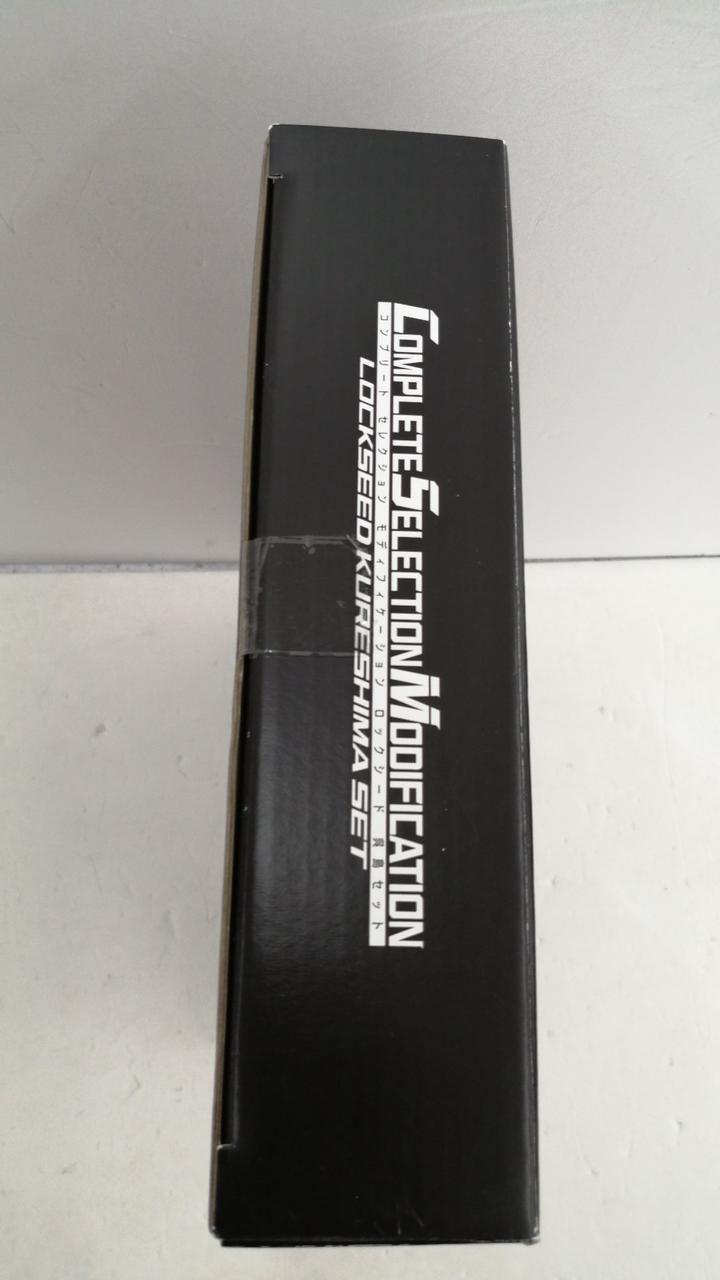 COMPLETE SELECTION MODIFICATION
コンプリート セレクション モディフィケーション ロックシード 呉島セット
LOCKSEED KURESHIMA SET